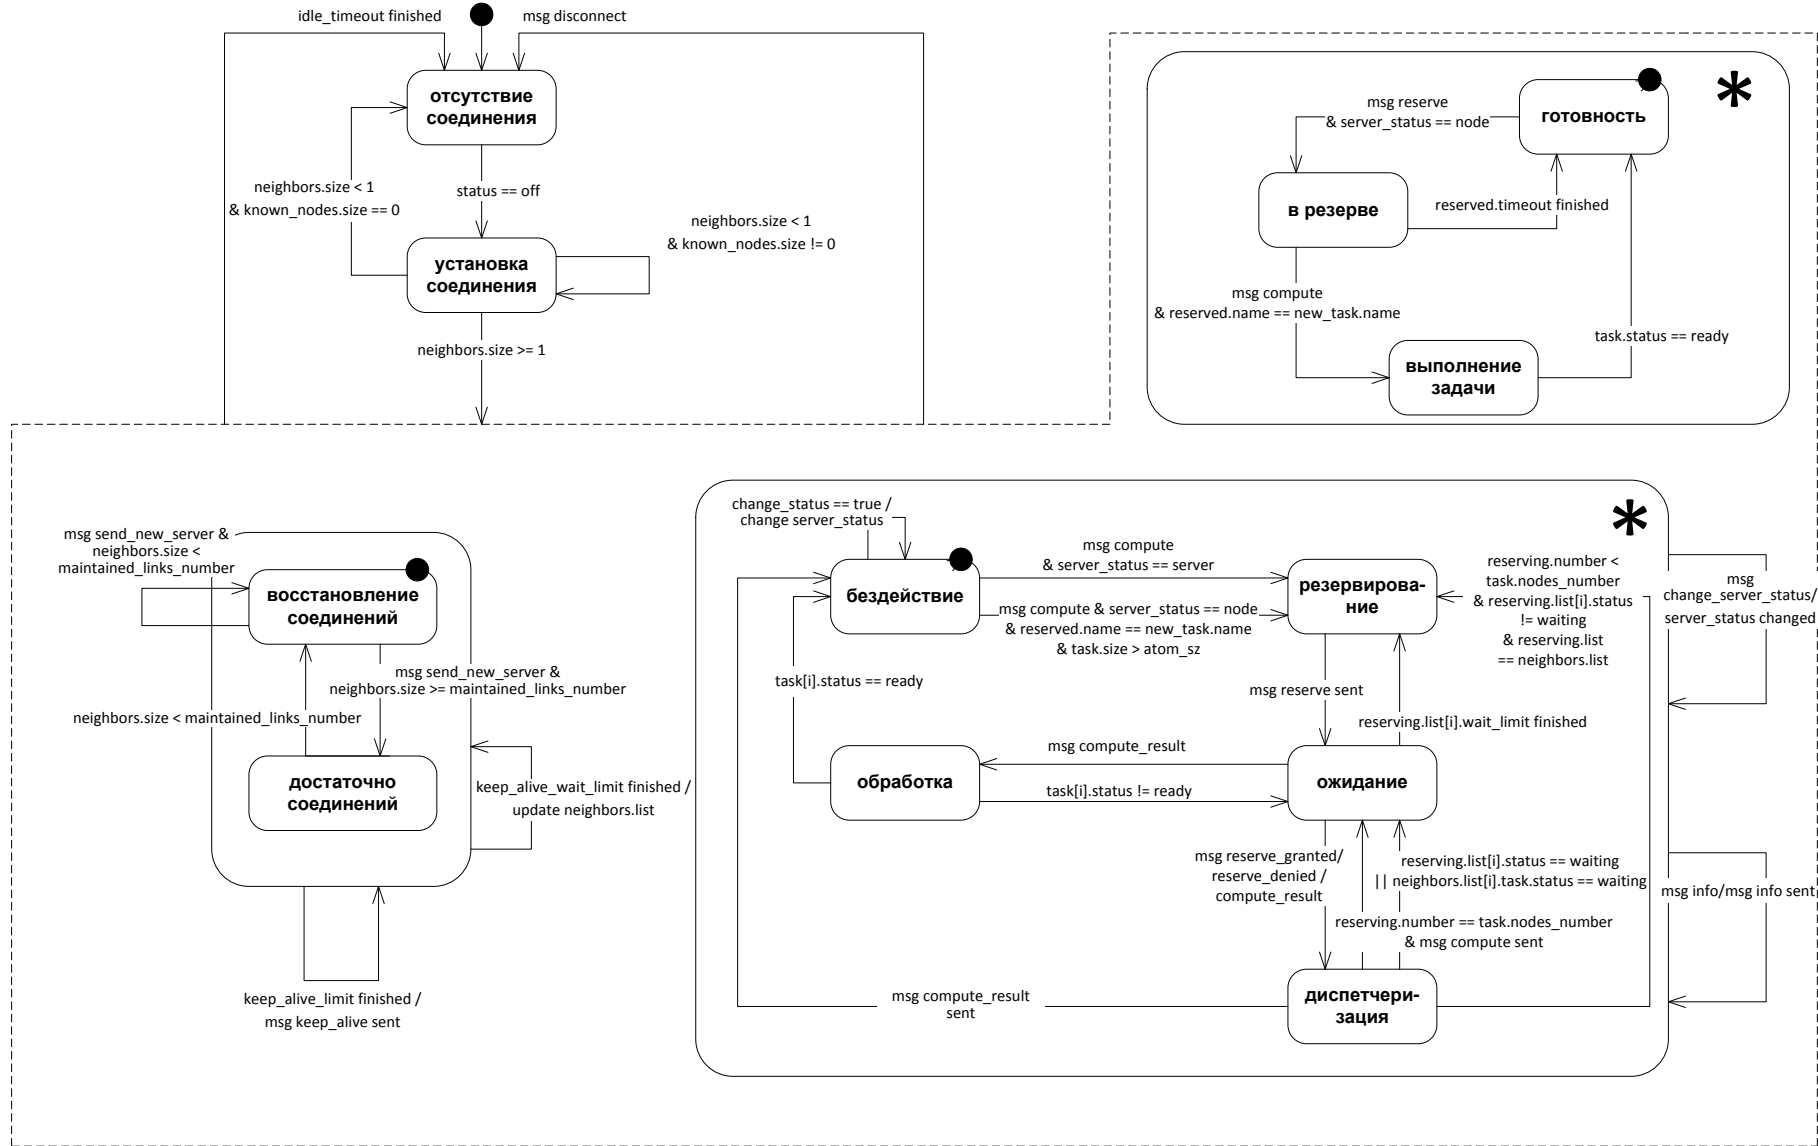 idle_timeout finished
msg disconnect
отсутствие
соединения
neighbors.size < 1
& known_nodes.size == 0
status == off
neighbors.size < 1
& known_nodes.size != 0
установка
соединения
neighbors.size >= 1
*
готовность
msg reserve
& server_status == node
в резерве
reserved.timeout finished
msg compute
& reserved.name == new_task.name
task.status == ready
выполнение
задачи
msg send_new_server &
neighbors.size <
maintained_links_number
восстановление
соединений
msg send_new_server &
neighbors.size >= maintained_links_number
neighbors.size < maintained_links_number
достаточно
соединений
keep_alive_wait_limit finished /
update neighbors.list
keep_alive_limit finished /
msg keep_alive sent
change_status == true /
change server_status
*
бездействие
msg compute
& server_status == server
msg compute & server_status == node
& reserved.name == new_task.name
& task.size > atom_sz
резервирова-
ние
reserving.number <
task.nodes_number
& reserving.list[i].status
!= waiting
& reserving.list
== neighbors.list
msg
change_server_status/
server_status changed
task[i].status == ready
msg reserve sent
reserving.list[i].wait_limit finished
обработка
msg compute_result
task[i].status != ready
ожидание
msg reserve_granted/
reserve_denied /
compute_result
reserving.list[i].status == waiting
|| neighbors.list[i].task.status == waiting
reserving.number == task.nodes_number
& msg compute sent
msg info/msg info sent
msg compute_result
sent
диспетчери-
зация